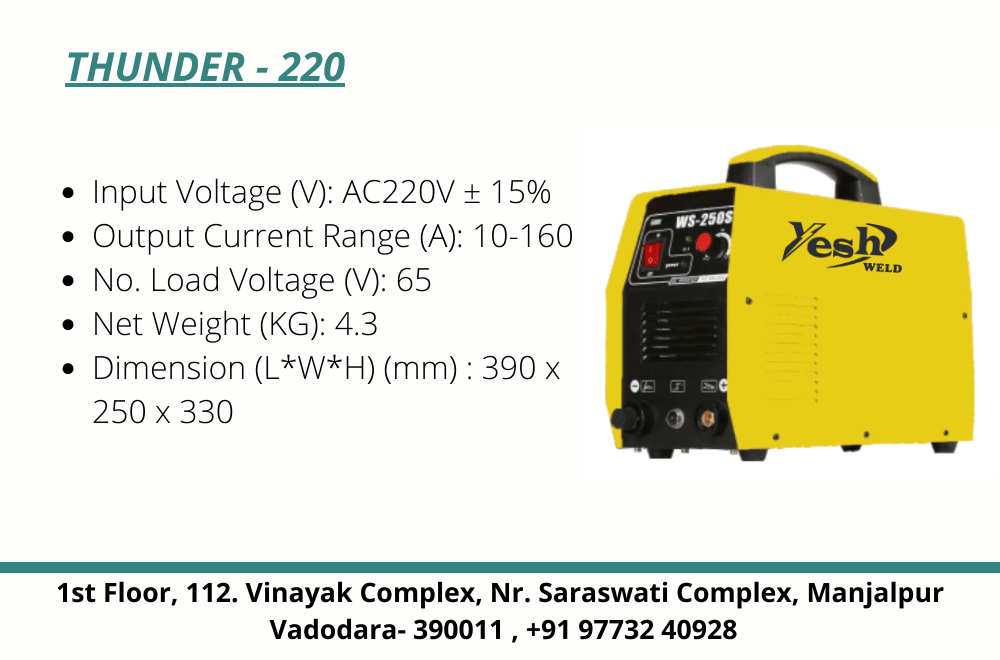 THUNDER - 220
• Input Voltage (V): AC220V ± 15%
• Output Current Range (A): 10-160
• No. Load Voltage (V): 65
• Net Weight (KG): 4.3
• Dimension (L*W*H) (mm) : 390 x
250 x 330
WS-250S
Yesh
WELD
1st Floor, 112. Vinayak Complex, Nr. Saraswati Complex, Manjalpur
Vadodara- 390011 , +91 97732 40928